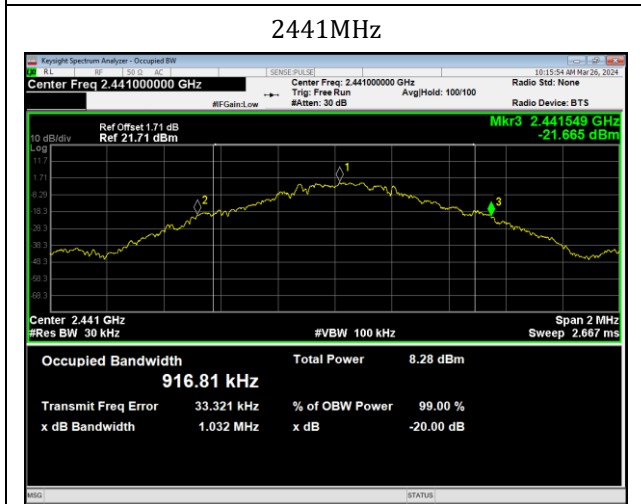 2441MHz
Keysight Spectrum Analyzer - Occupied BW
RL RF 50 Ω AC SENSE:PULSE 10:15:54 AM Mar 26, 2024
Center Freq 2.441000000 GHz Center Freq: 2.441000000 GHz Radio Std: None
Trig: Free Run Avg|Hold: 100/100
#IFGain:Low #Atten: 30 dB Radio Device: BTS
Ref Offset 1.71 dB Mkr3 2.441549 GHz
10 dB/div Ref 21.71 dBm -21.665 dBm
Log
11.7
1.71
-8.29
-18.3
-28.3
-38.3
-48.3
-58.3
-68.3
1
2
3
Center 2.441 GHz Span 2 MHz
#Res BW 30 kHz #VBW 100 kHz Sweep 2.667 ms
Occupied Bandwidth Total Power 8.28 dBm
916.81 kHz
Transmit Freq Error 33.321 kHz % of OBW Power 99.00 %
x dB Bandwidth 1.032 MHz x dB -20.00 dB
MSG STATUS